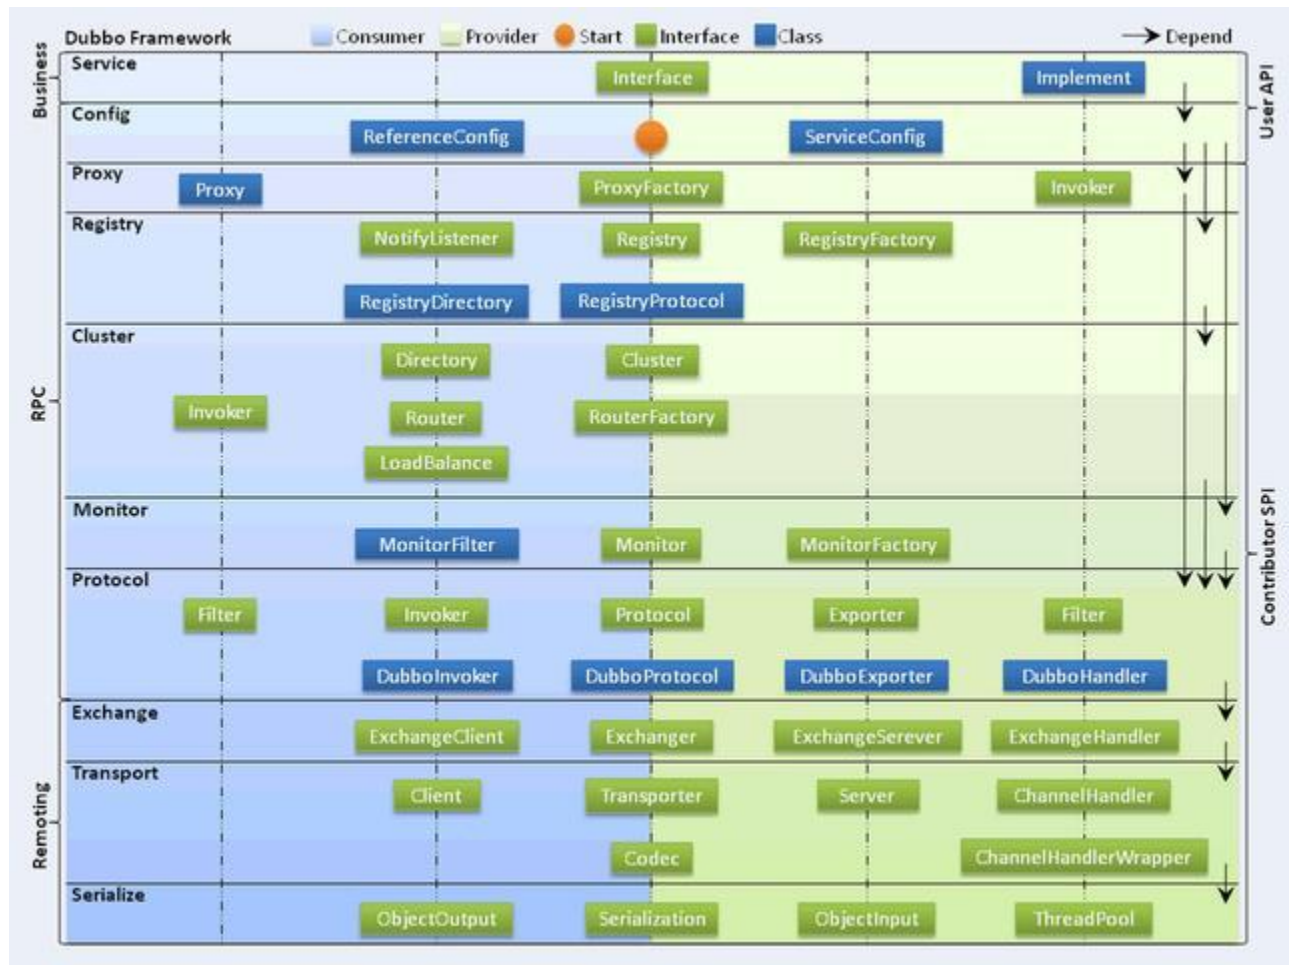 Dubbo Framework Consumer Provider Start Interface Class Depend
Business
User API
Service
Interface Implement
Config
ReferenceConfig ServiceConfig
RPC
Contributor SPI
Proxy
Proxy ProxyFactory Invoker
Registry
NotifyListener Registry RegistryFactory
RegistryDirectory RegistryProtocol
Cluster
Directory Cluster
Invoker Router RouterFactory
LoadBalance
Monitor
MonitorFilter Monitor MonitorFactory
Protocol
Filter Invoker Protocol Exporter Filter
DubboInvoker DubboProtocol DubboExporter DubboHandler
Remoting
Exchange
ExchangeClient Exchanger ExchangeSerever ExchangeHandler
Transport
Client Transporter Server ChannelHandler
Codec ChannelHandlerWrapper
Serialize
ObjectOutput Serialization ObjectInput ThreadPool